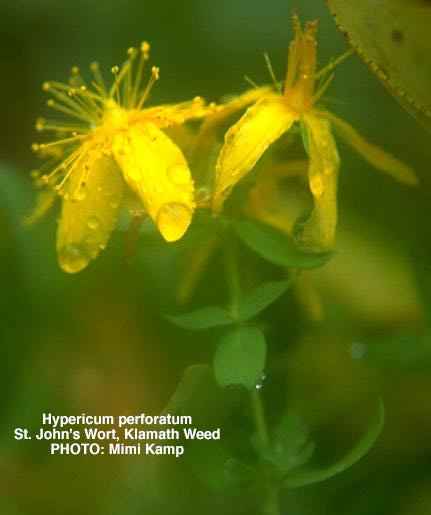 Hypericum perforatum
St. John's Wort, Klamath Weed
PHOTO: Mimi Kamp